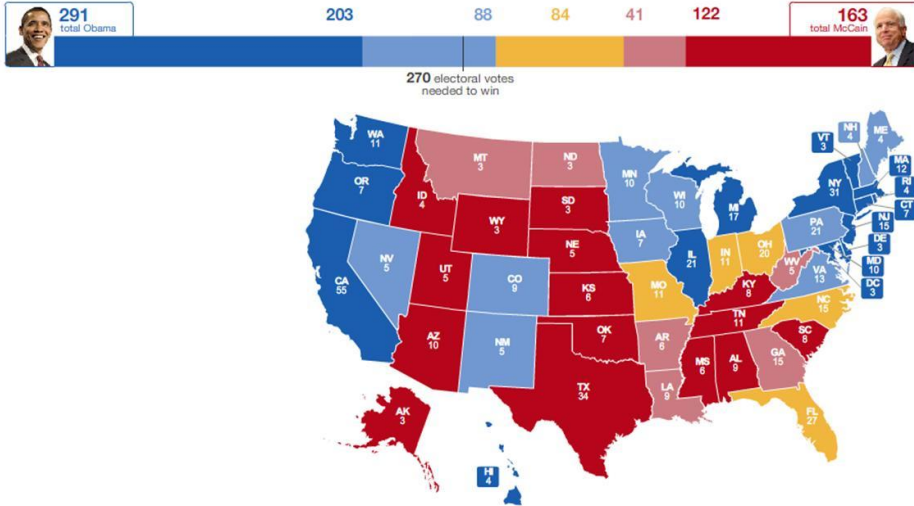 291
total Obama
203
88
84
41
122
163
total McCain
270 electoral votes
needed to win
WA
11
OR
7
CA
55
NV
5
ID
4
MT
3
WY
3
UT
5
AZ
10
CO
9
NM
5
ND
3
SD
3
NE
5
KS
6
OK
7
TX
34
MN
10
IA
7
MO
11
AR
6
LA
9
WI
10
IL
21
MI
17
IN
11
OH
20
KY
8
TN
11
MS
6
AL
9
GA
15
FL
27
SC
8
NC
15
VA
13
WV
5
PA
21
NY
31
VT
3
NH
4
ME
4
MA
12
RI
4
CT
7
NJ
15
DE
3
MD
10
DC
3
AK
3
HI
4